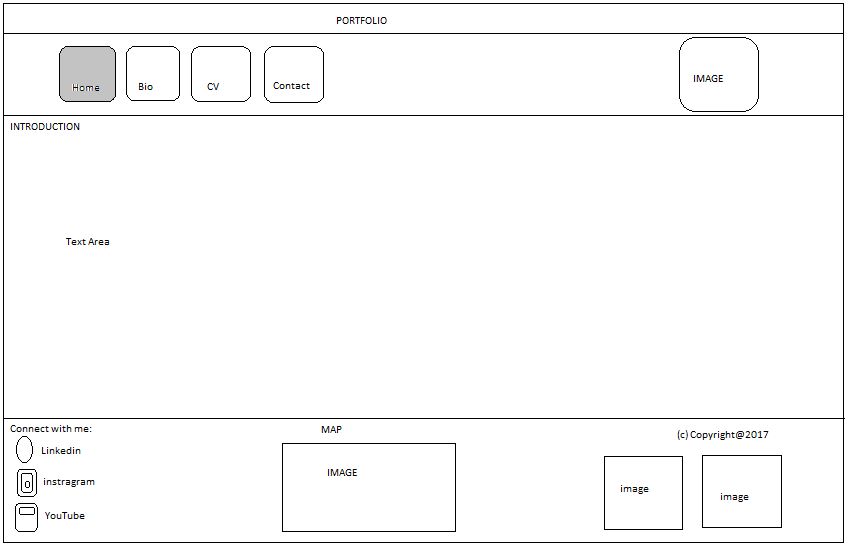 PORTFOLIO
Home
Bio
CV
Contact
IMAGE
INTRODUCTION
Text Area
Connect with me:
Linkedin
instragram
YouTube
MAP
IMAGE
(c) Copyright@2017
image
image